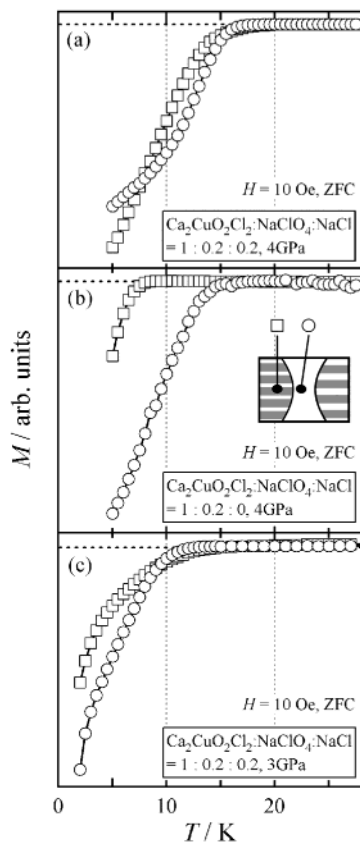 (a)
H = 10 Oe, ZFC
Ca₂CuO₂Cl₂:NaClO₄:NaCl
= 1 : 0.2 : 0.2, 4GPa
(b)
H = 10 Oe, ZFC
Ca₂CuO₂Cl₂:NaClO₄:NaCl
= 1 : 0.2 : 0, 4GPa
M / arb. units
(c)
H = 10 Oe, ZFC
Ca₂CuO₂Cl₂:NaClO₄:NaCl
= 1 : 0.2 : 0.2, 3GPa
0 10 20
T / K